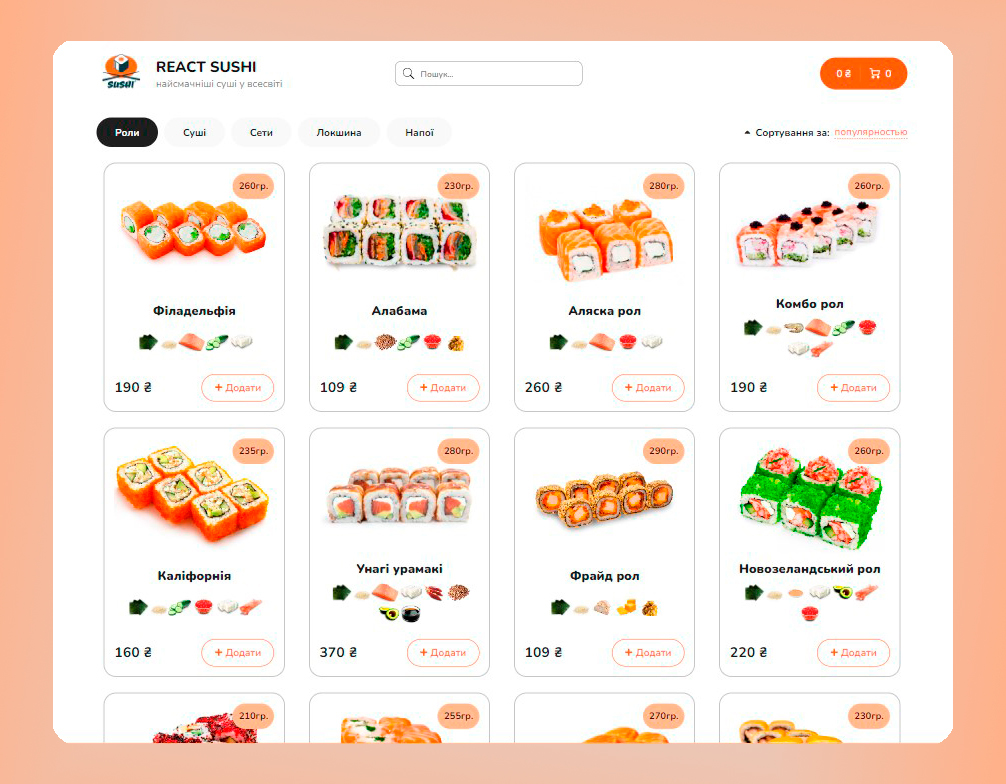 SUSHI
REACT SUSHI
найсмачніші суші у всесвіті
Пошук...
0 ₴
0
Роли
Суші
Сети
Локшина
Напої
Сортування за: популярностью
260гр.
230гр.
280гр.
260гр.
Філадельфія
Алабама
Аляска рол
Комбо рол
190 ₴
+ Додати
109 ₴
+ Додати
260 ₴
+ Додати
190 ₴
+ Додати
235гр.
280гр.
290гр.
260гр.
Каліфорнія
Унагі урамакі
Фрайд рол
Новозеландський рол
160 ₴
+ Додати
370 ₴
+ Додати
109 ₴
+ Додати
220 ₴
+ Додати
210гр.
255гр.
270гр.
230гр.